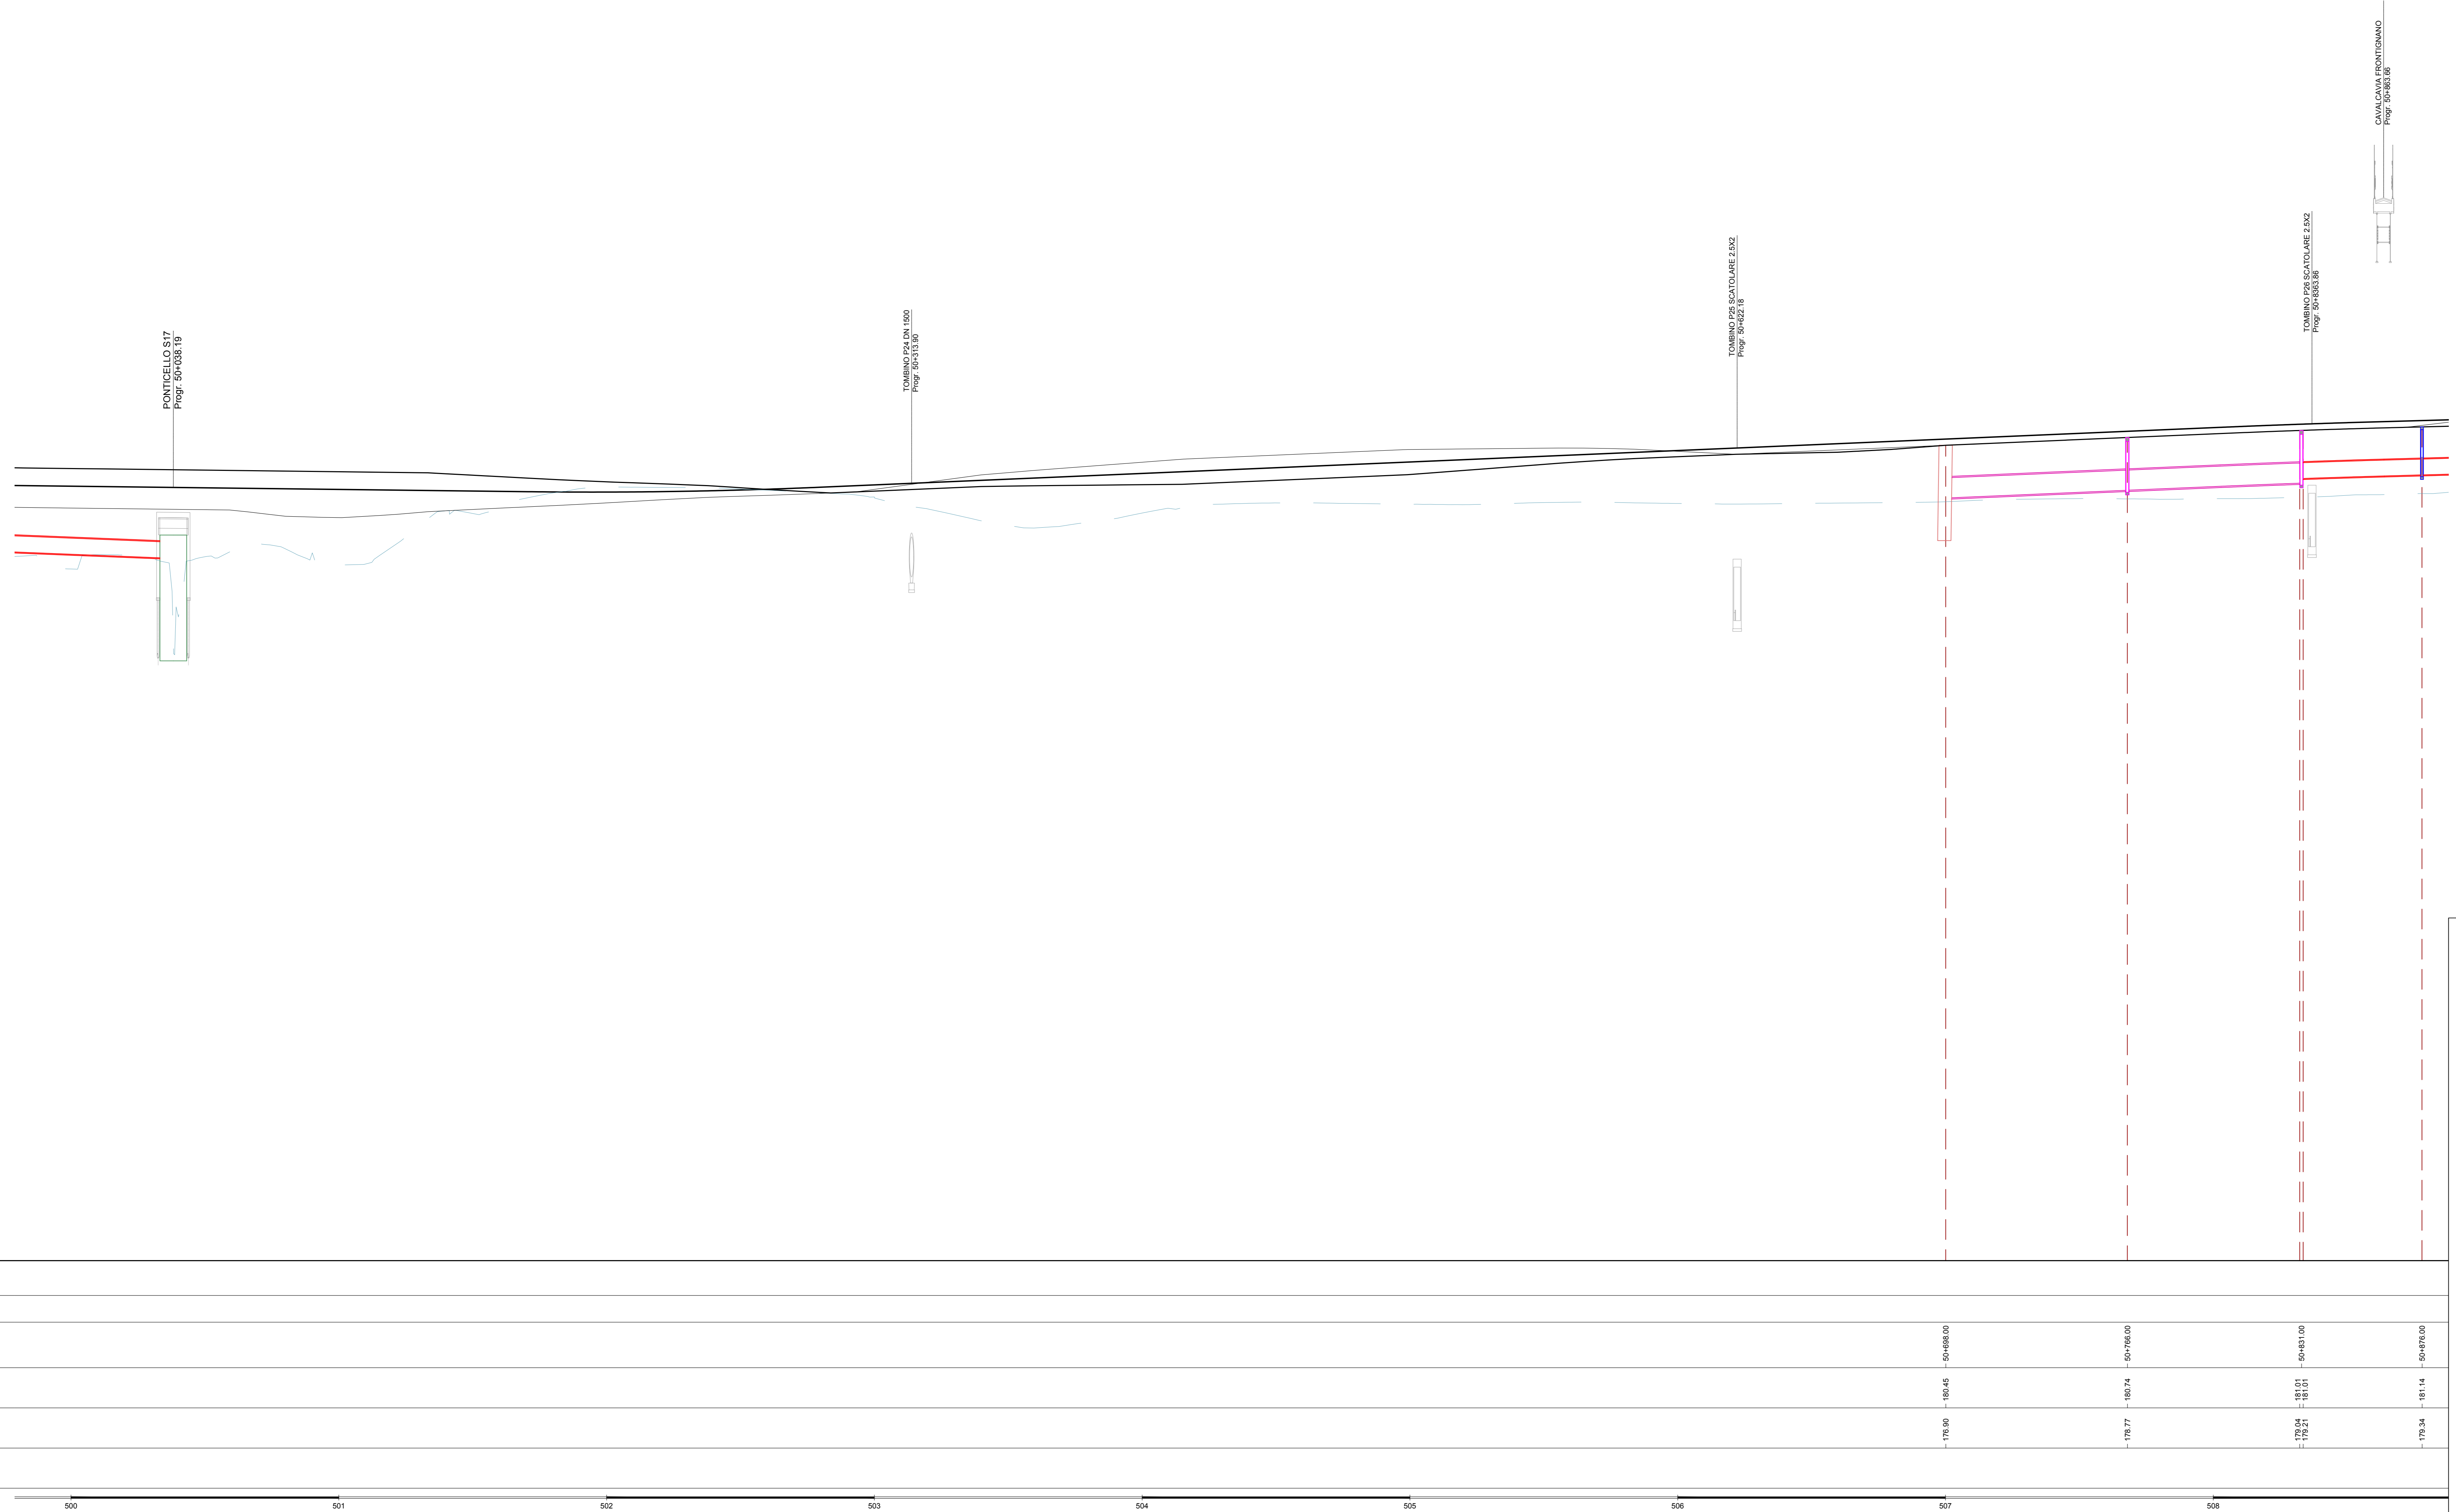 CAVALCAVIA FRONTIGNANO
Progr. 50+863.66
TOMBINO P26 SCATOLARE 2.5X2
Progr. 50+8363.86
TOMBINO P25 SCATOLARE 2.5X2
Progr. 50+622.18
TOMBINO P24 DN 1500
Progr. 50+313.90
PONTICELLO S17
Progr. 50+038.19
50+698.00
50+766.00
50+831.00
50+876.00
180.45
180.74
181.01
181.01
181.14
176.90
178.77
179.04
179.21
179.34
500
501
502
503
504
505
506
507
508